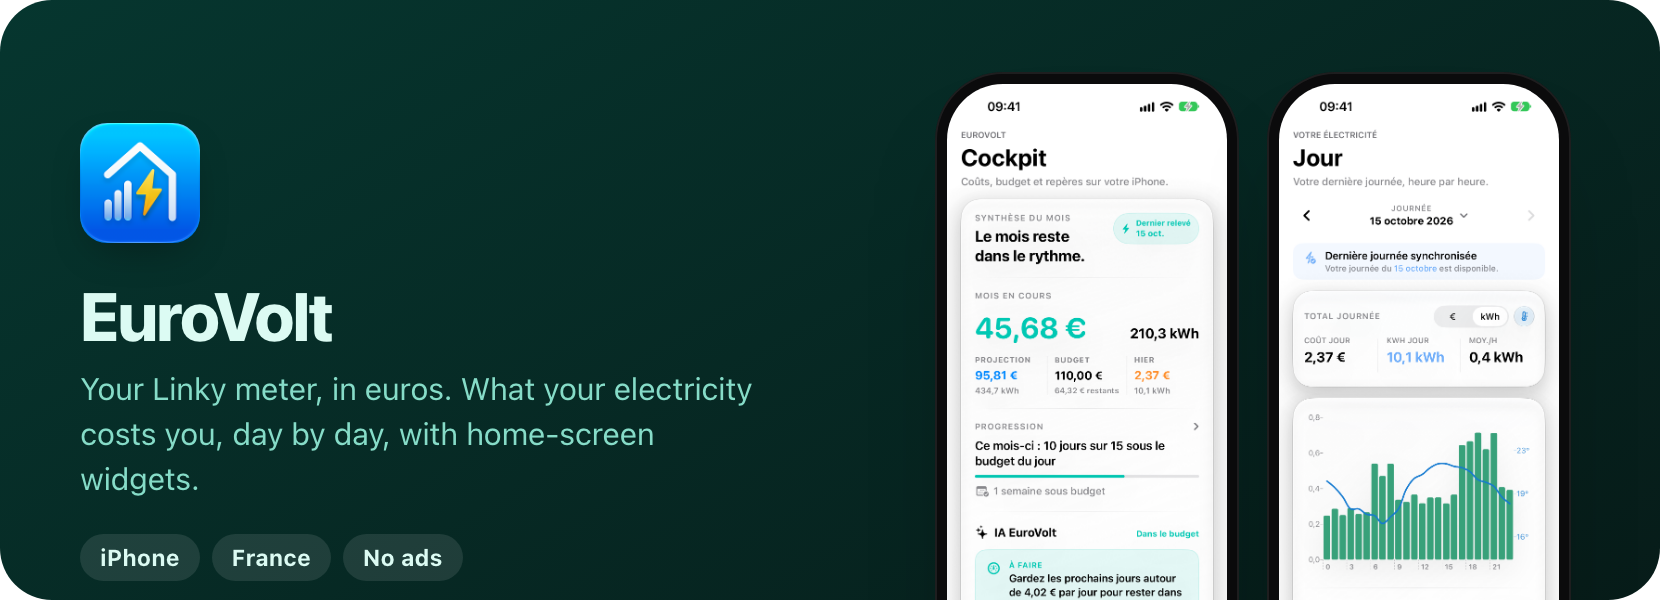 EuroVolt
Your Linky meter, in euros. What your electricity
costs you, day by day, with home-screen
widgets.
iPhone France No ads
09:41
EUROVOLT
Cockpit
Coûts, budget et repères sur votre iPhone.
SYNTHÈSE DU MOIS
Le mois reste
dans le rythme.
Dernier relevé
15 oct.
MOIS EN COURS
45,68 € 210,3 kWh
PROJECTION BUDGET HIER
95,81 € 110,00 € 2,37 €
434,7 kWh 64,32 € restants 10,1 kWh
PROGRESSION
Ce mois-ci : 10 jours sur 15 sous le
budget du jour
1 semaine sous budget
IA EuroVolt Dans le budget
À FAIRE
Gardez les prochains jours autour
de 4,02 € par jour pour rester dans
09:41
VOTRE ÉLECTRICITÉ
Jour
Votre dernière journée, heure par heure.
JOURNÉE
15 octobre 2026
Dernière journée synchronisée
Votre journée du 15 octobre est disponible.
TOTAL JOURNÉE € kWh
COÛT JOUR KWH JOUR MOY./H
2,37 € 10,1 kWh 0,4 kWh
0,8
0,6 23°
0,4 19°
0,2 16°
0,0
0 3 6 9 12 15 18 21